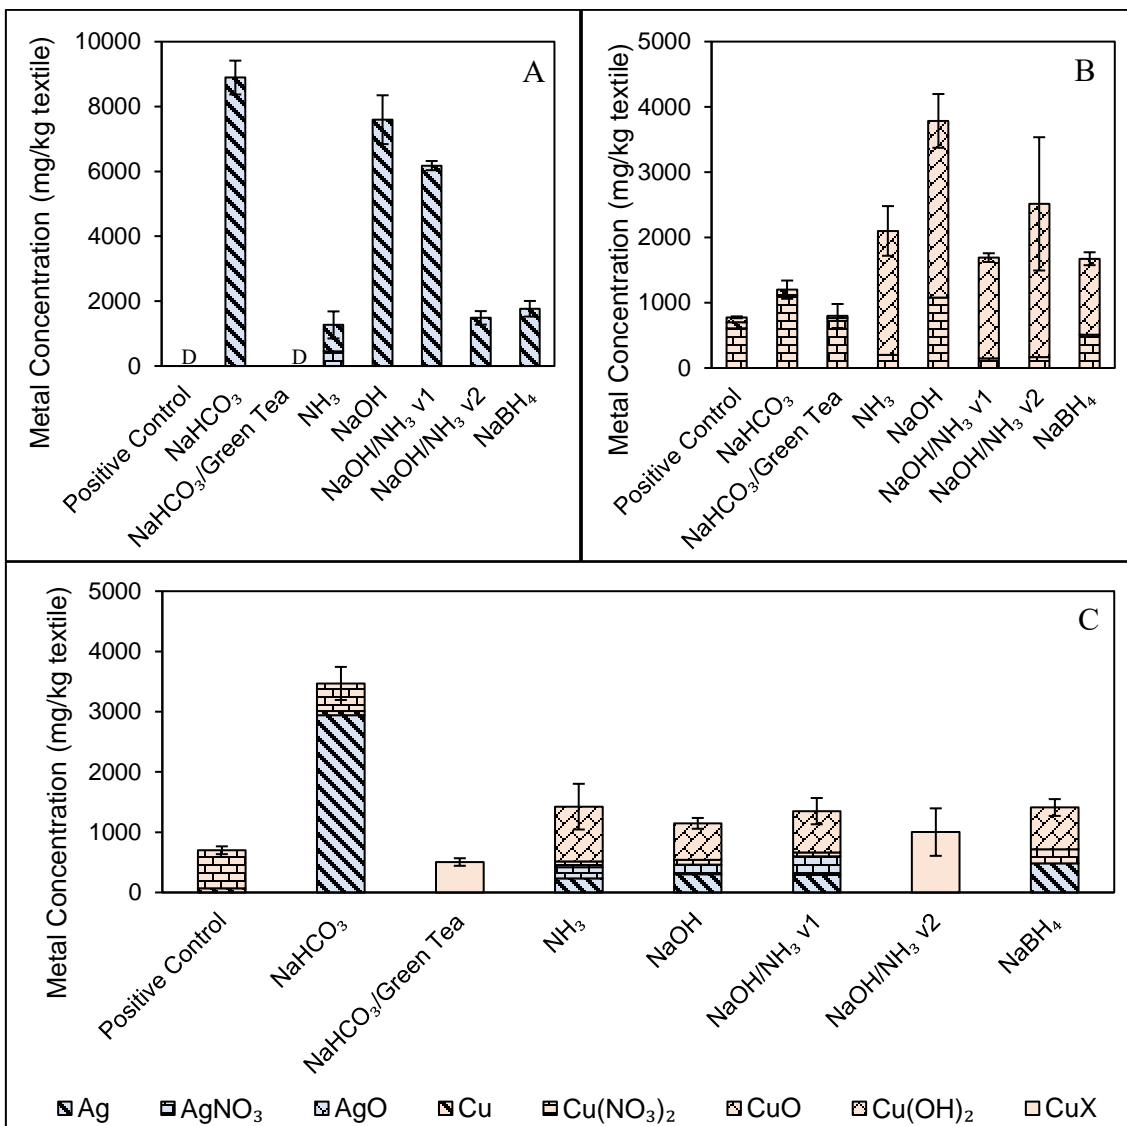 A
Metal Concentration (mg/kg textile)
10000
8000
6000
4000
2000
0
D
D
Positive Control
NaHCO₃
NaHCO₃/Green Tea
NH₃
NaOH
NaOH/NH₃ v1
NaOH/NH₃ v2
NaBH₄
B
Metal Concentration (mg/kg textile)
5000
4000
3000
2000
1000
0
Positive Control
NaHCO₃
NaHCO₃/Green Tea
NH₃
NaOH
NaOH/NH₃ v1
NaOH/NH₃ v2
NaBH₄
C
Metal Concentration (mg/kg textile)
5000
4000
3000
2000
1000
0
Positive Control
NaHCO₃
NaHCO₃/Green Tea
NH₃
NaOH
NaOH/NH₃ v1
NaOH/NH₃ v2
NaBH₄
Ag AgNO₃ AgO Cu Cu(NO₃)₂ CuO Cu(OH)₂ CuX